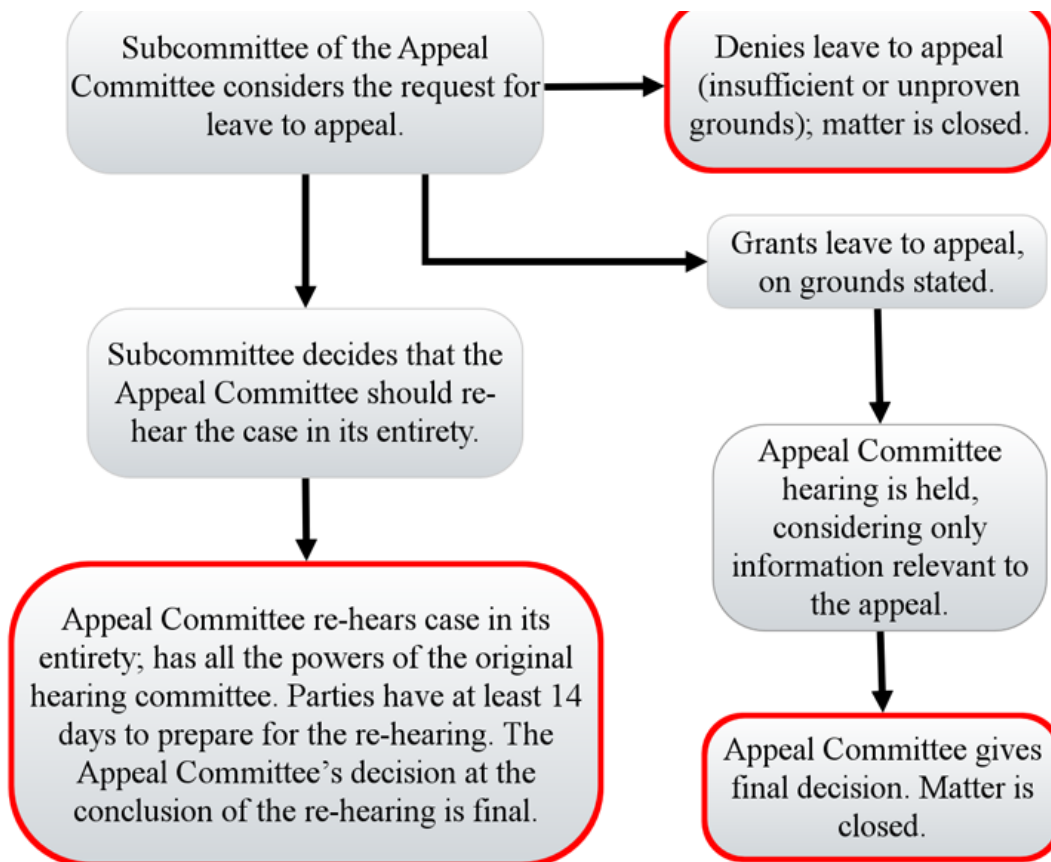 Subcommittee of the Appeal
Committee considers the request for
leave to appeal.
Denies leave to appeal
(insufficient or unproven
grounds); matter is closed.
Grants leave to appeal,
on grounds stated.
Subcommittee decides that the
Appeal Committee should re-
hear the case in its entirety.
Appeal Committee
hearing is held,
considering only
information relevant to
the appeal.
Appeal Committee re-hears case in its
entirety; has all the powers of the original
hearing committee. Parties have at least 14
days to prepare for the re-hearing. The
Appeal Committee’s decision at the
conclusion of the re-hearing is final.
Appeal Committee gives
final decision. Matter is
closed.